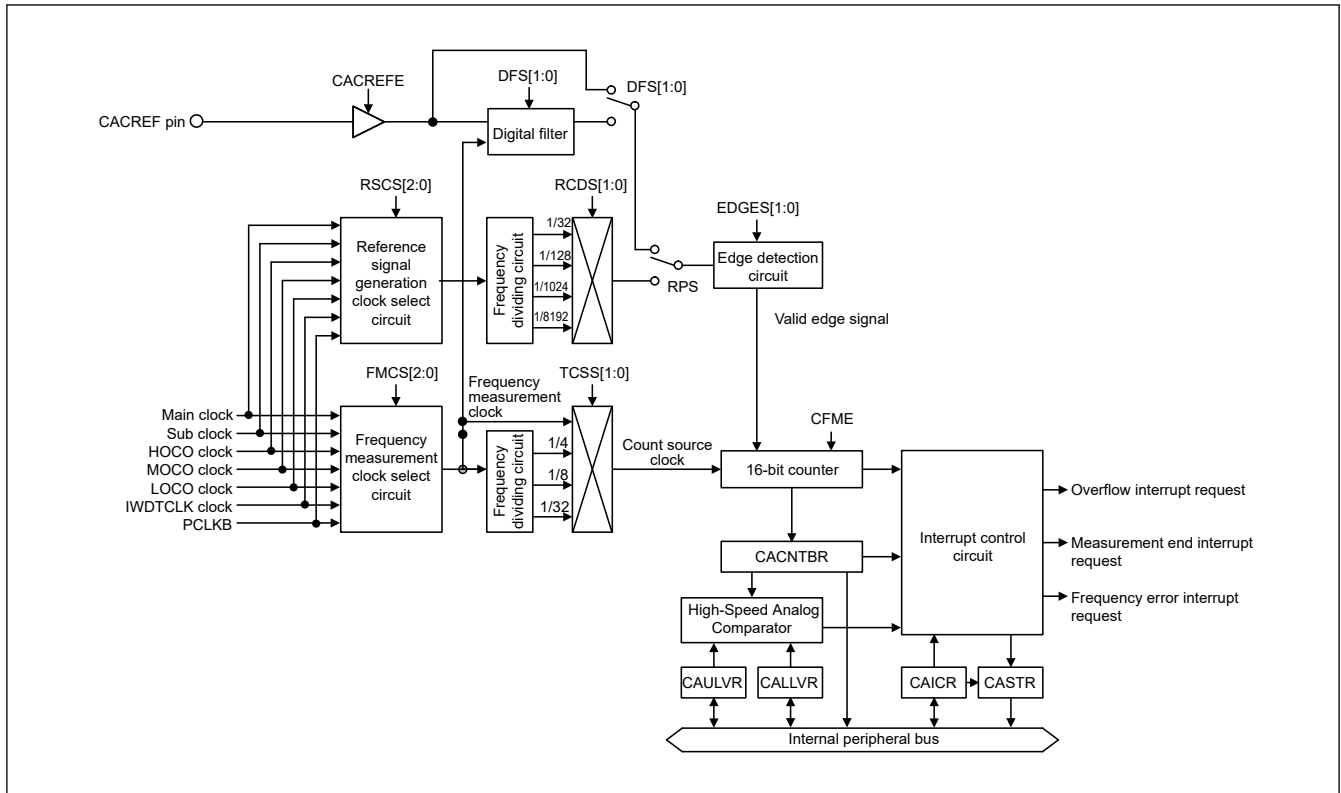 CACREFE
DFS[1:0]
DFS[1:0]
CACREF pin
Digital filter
RSCS[2:0]
RCDS[1:0]
EDGES[1:0]
Reference
signal
generation
clock select
circuit
Frequency
dividing circuit
1/32
1/128
1/1024
1/8192
RPS
Edge detection
circuit
Valid edge signal
FMCS[2:0]
Frequency
measurement
clock
TCSS[1:0]
Main clock
Sub clock
HOCO clock
MOCO clock
LOCO clock
IWDTCLK clock
PCLKB
Frequency
measurement
clock select
circuit
Frequency
dividing circuit
1/4
1/8
1/32
Count source
clock
CFME
16-bit counter
CACNTBR
High-Speed Analog
Comparator
CAULVR
CALLVR
Interrupt control
circuit
Overflow interrupt request
Measurement end interrupt
request
Frequency error interrupt
request
CAICR
CASTR
Internal peripheral bus